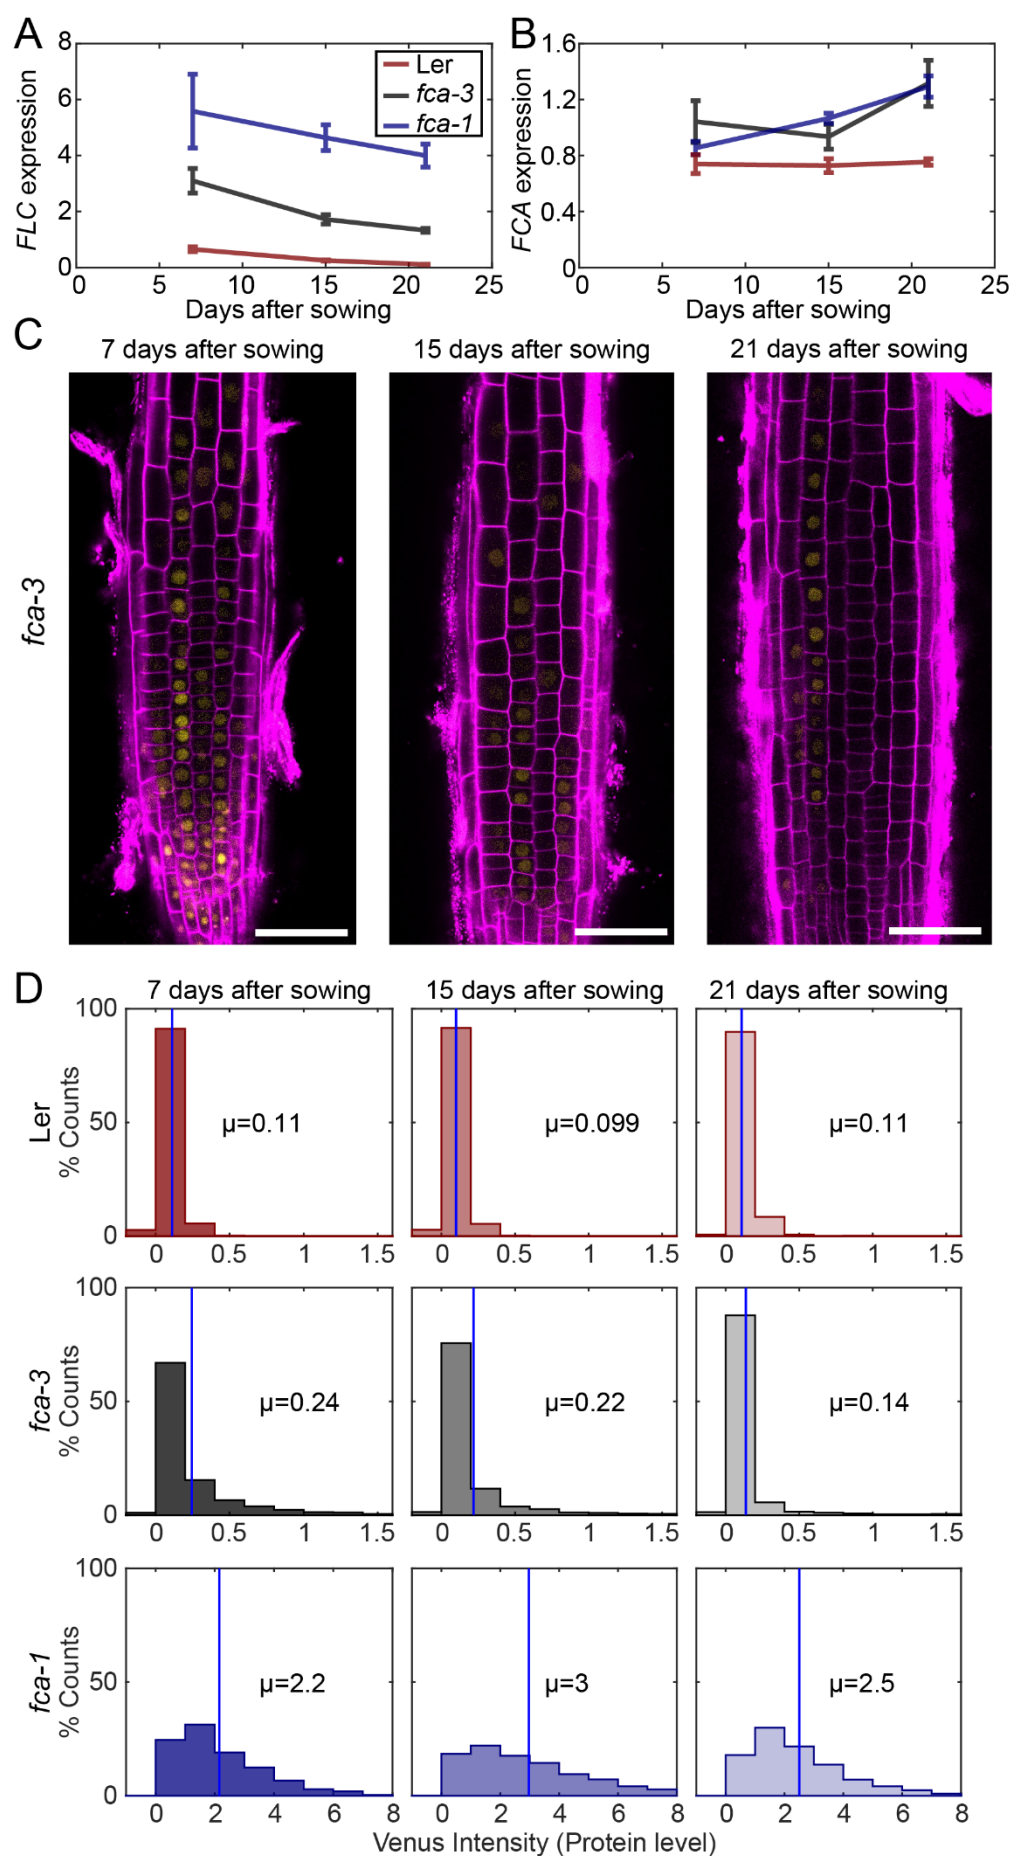 A
8
6
4
2
0
FLC expression
0 5 10 15 20 25
Days after sowing
Ler
fca-3
fca-1
B
1.6
1.2
0.8
0.4
0
FCA expression
0 5 10 15 20 25
Days after sowing
C
7 days after sowing
15 days after sowing
21 days after sowing
fca-3
D
7 days after sowing
15 days after sowing
21 days after sowing
Ler
% Counts
100
50
0
μ=0.11
μ=0.099
μ=0.11
0 0.5 1 1.5
0 0.5 1 1.5
0 0.5 1 1.5
fca-3
% Counts
100
50
0
μ=0.24
μ=0.22
μ=0.14
0 0.5 1 1.5
0 0.5 1 1.5
0 0.5 1 1.5
fca-1
% Counts
100
50
0
μ=2.2
μ=3
μ=2.5
0 2 4 6 8
0 2 4 6 8
0 2 4 6 8
Venus Intensity (Protein level)